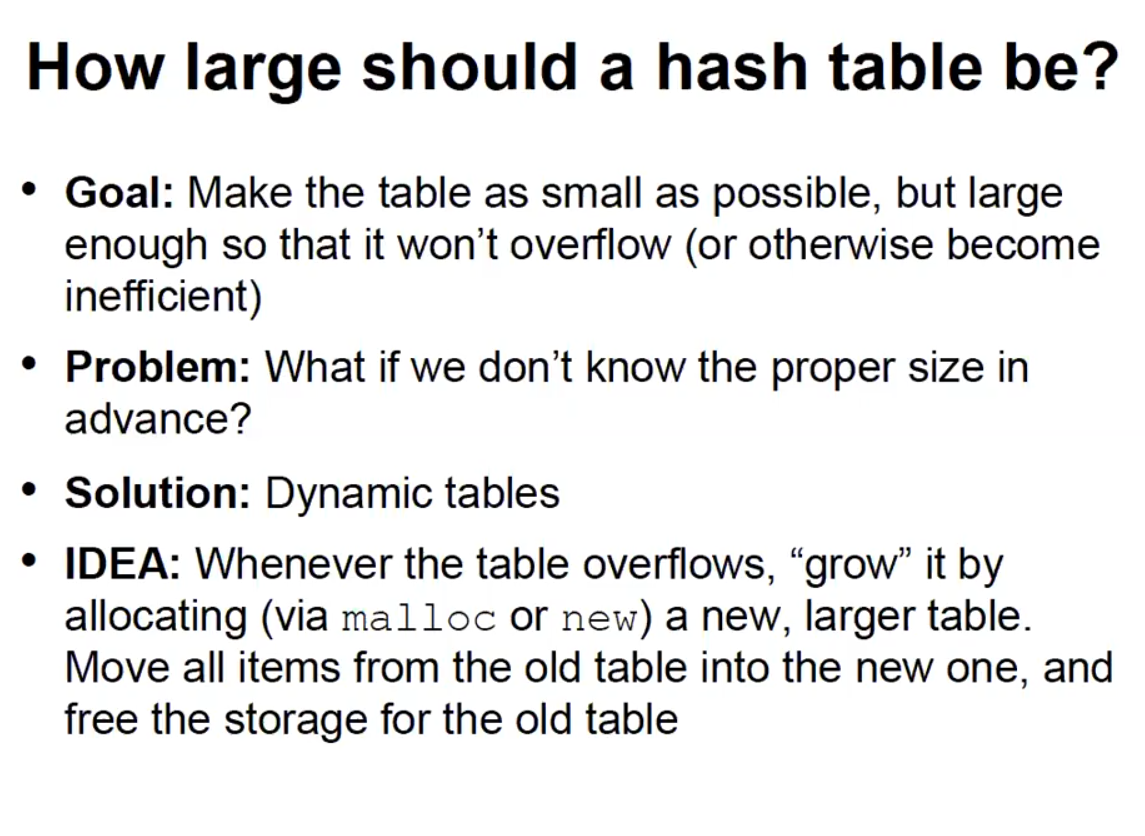 How large should a hash table be?
• Goal: Make the table as small as possible, but large
enough so that it won’t overflow (or otherwise become
inefficient)
• Problem: What if we don’t know the proper size in
advance?
• Solution: Dynamic tables
• IDEA: Whenever the table overflows, “grow” it by
allocating (via malloc or new) a new, larger table.
Move all items from the old table into the new one, and
free the storage for the old table